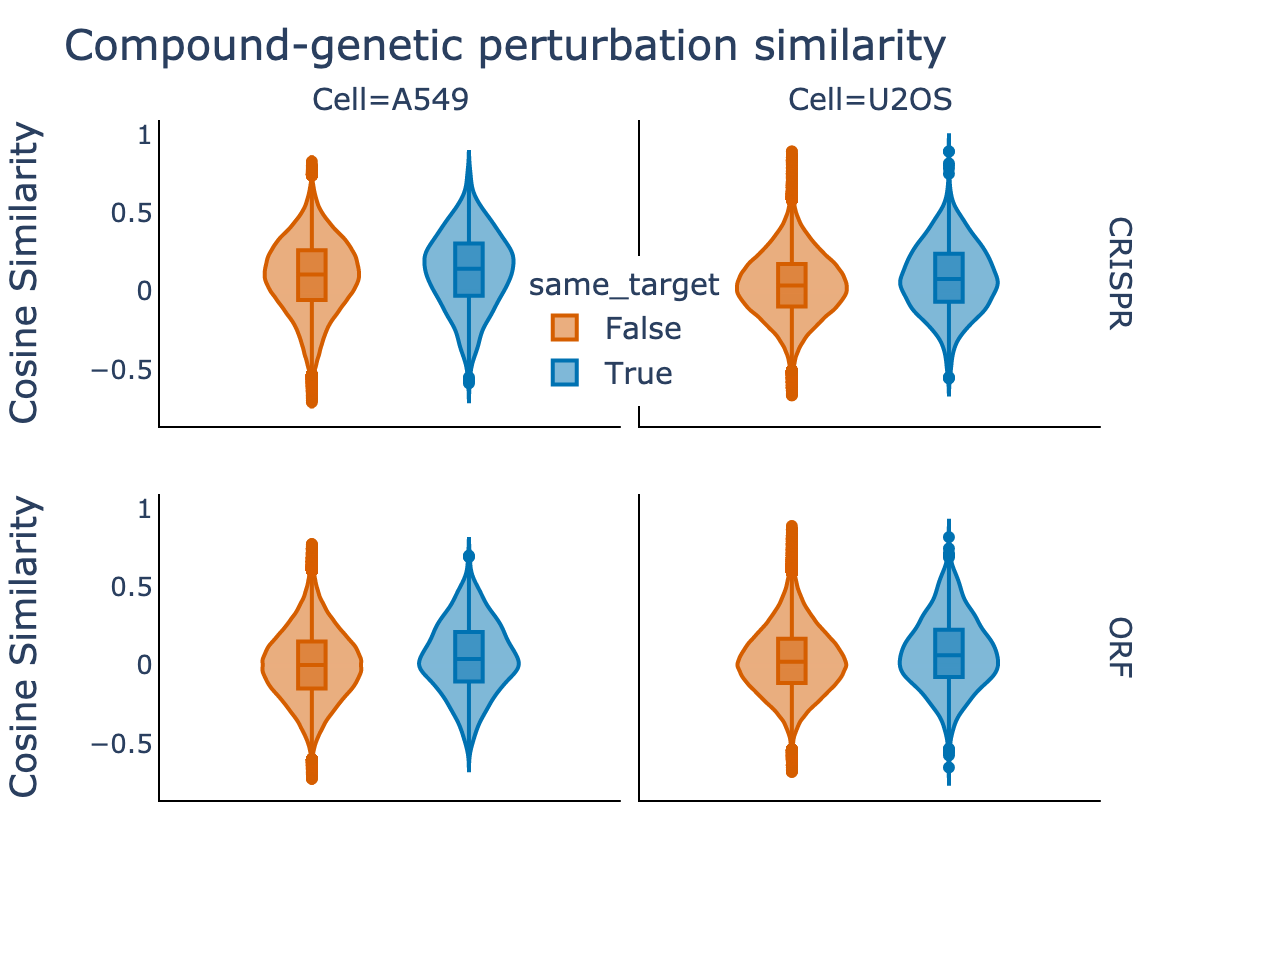 Compound-genetic perturbation similarity
Cell=A549
Cell=U2OS
Cosine Similarity
1
0.5
0
−0.5
CRISPR
same_target
False
True
Cosine Similarity
1
0.5
0
−0.5
ORF